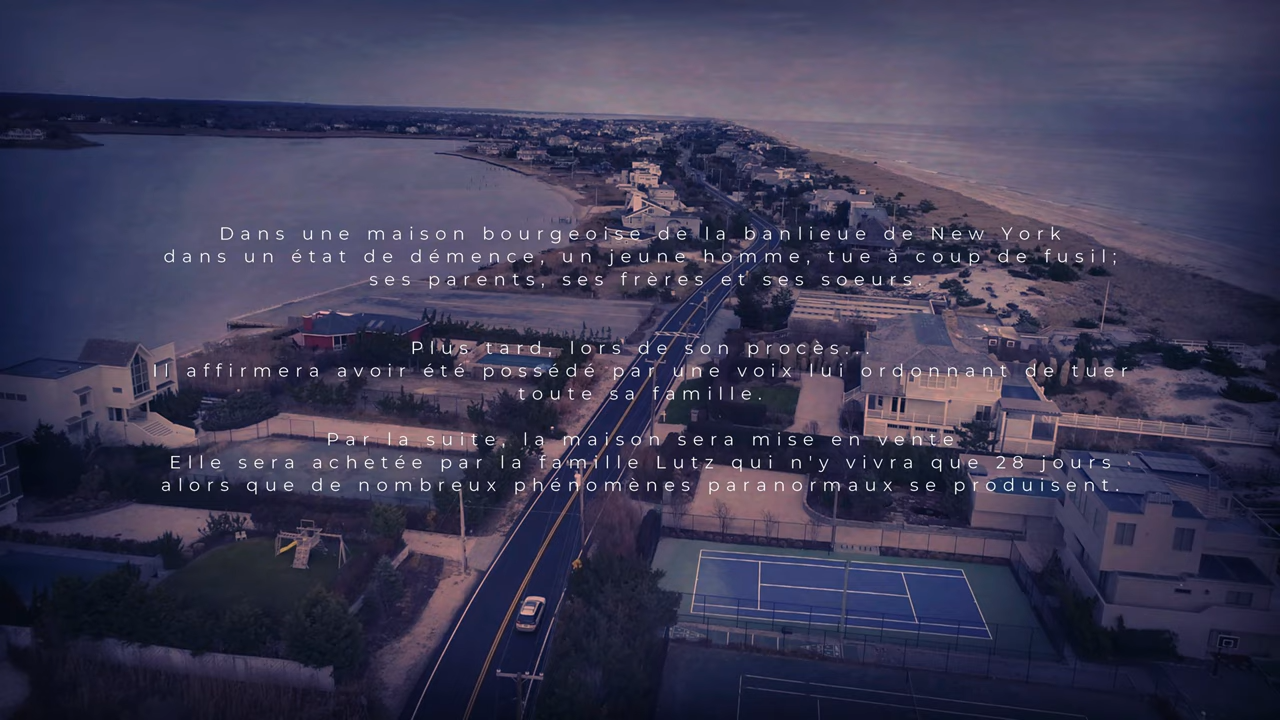 Dans une maison bourgeoise de la banlieue de New York
dans un état de démence, un jeune homme, tue à coup de fusil;
ses parents, ses frères et ses soeurs.
Plus tard, lors de son procès...
Il affirmera avoir été possédé par une voix lui ordonnant de tuer
toute sa famille.
Par la suite, la maison sera mise en vente.
Elle sera achetée par la famille Lutz qui n'y vivra que 28 jours
alors que de nombreux phénomènes paranormaux se produisent.